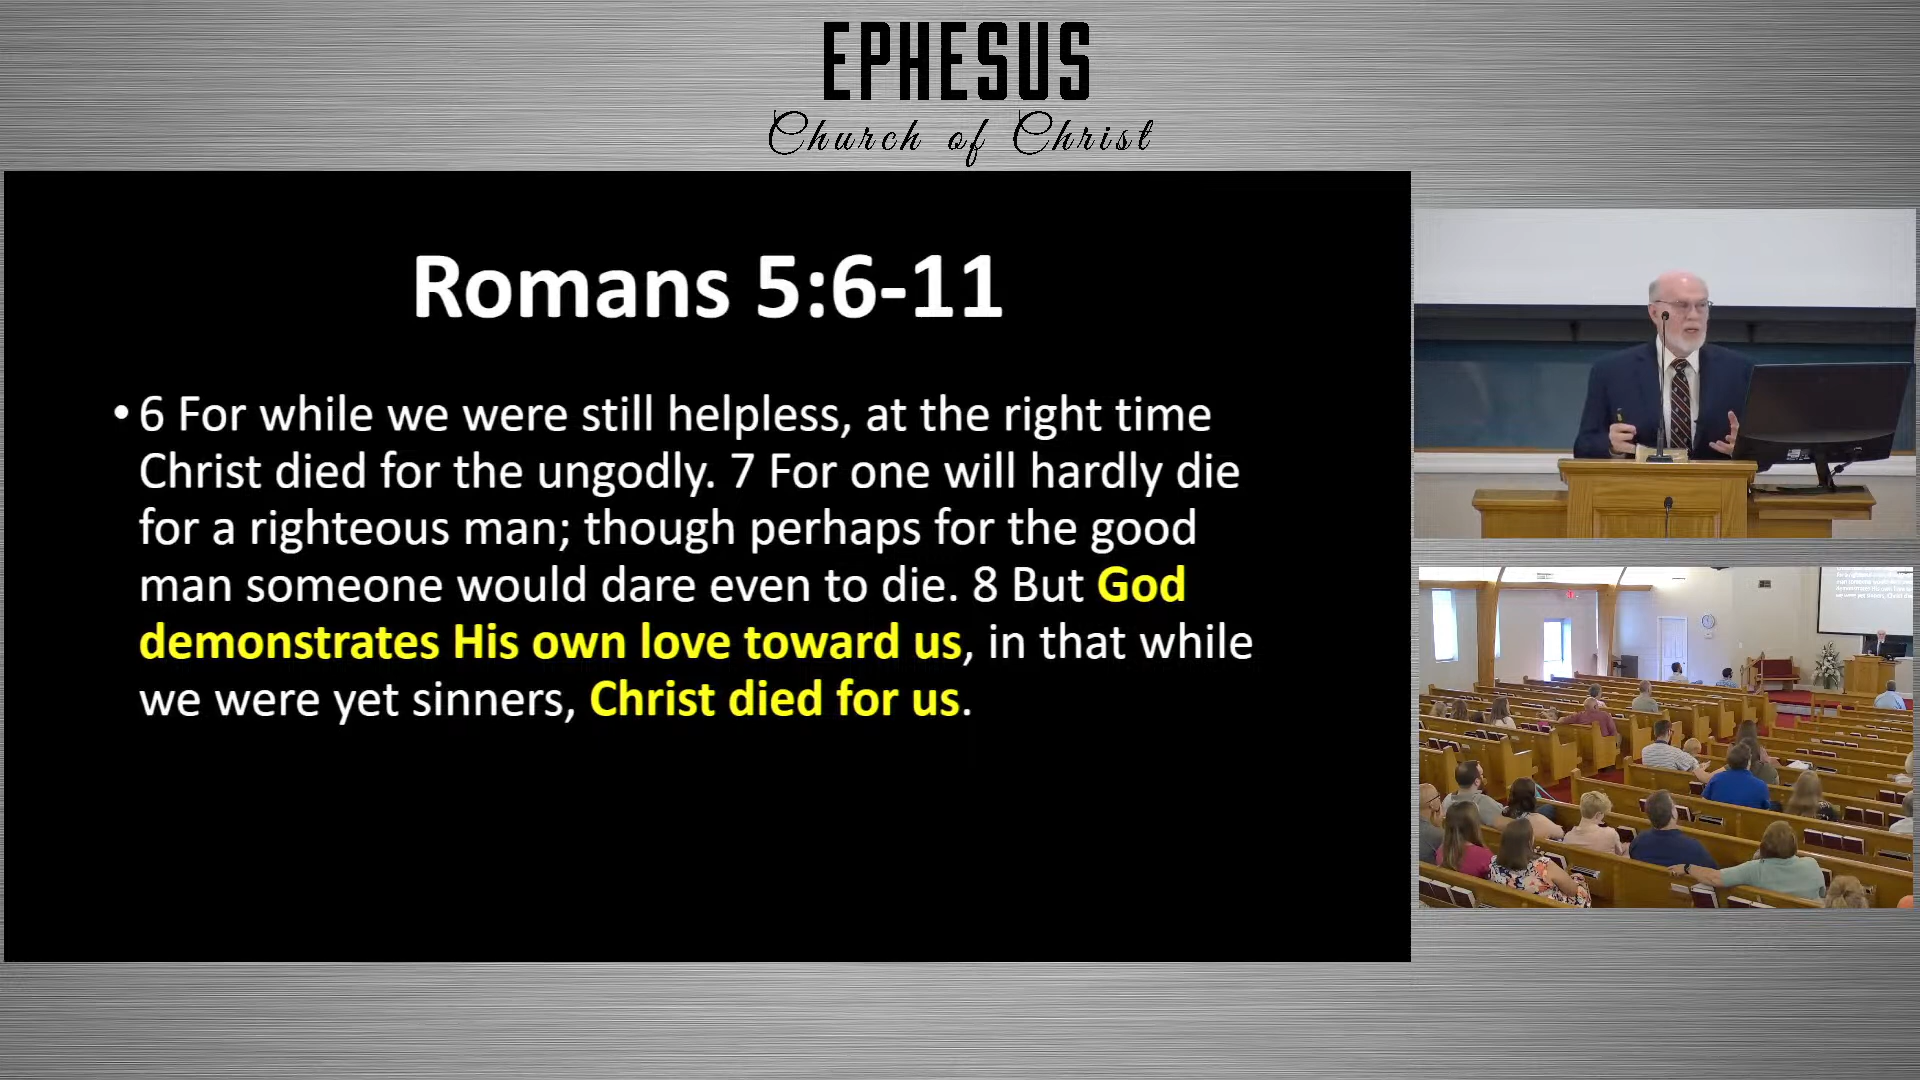 EPHESUS
Church of Christ
Romans 5:6-11
• 6 For while we were still helpless, at the right time
Christ died for the ungodly. 7 For one will hardly die
for a righteous man; though perhaps for the good
man someone would dare even to die. 8 But God
demonstrates His own love toward us, in that while
we were yet sinners, Christ died for us.